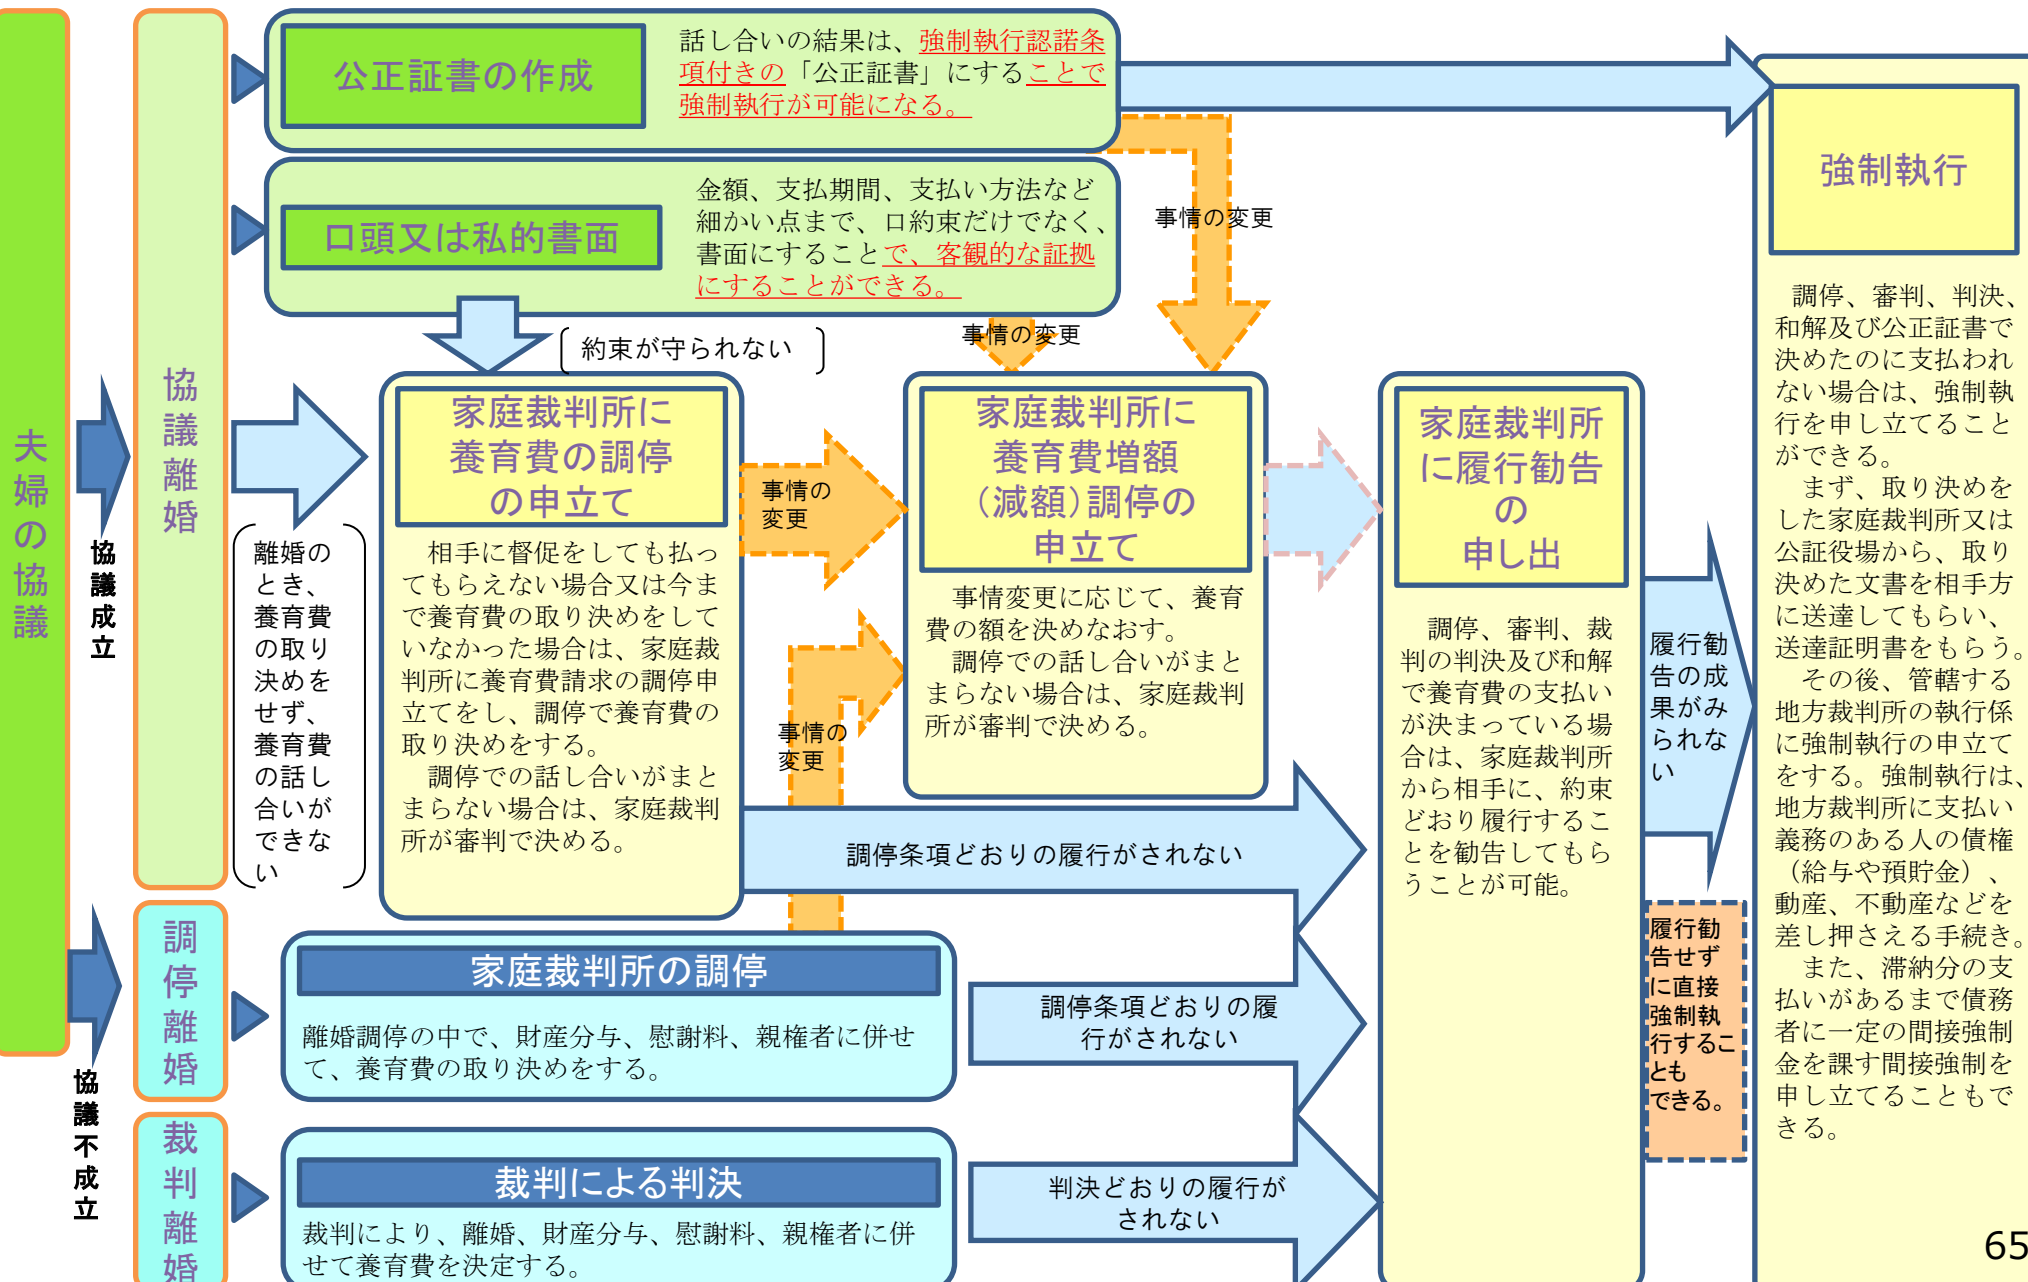 夫婦の協議
協議成立
協議不成立
協議離婚
調停離婚
裁判離婚
公正証書の作成
話し合いの結果は、強制執行認諾条
項付きの「公正証書」にすることで
強制執行が可能になる。
口頭又は私的書面
金額、支払期間、支払い方法など
細かい点まで、口約束だけでなく、
書面にすることで、客観的な証拠
にすることができる。
約束が守られない
事情の変更
事情の変更
離婚の
とき、
養育費
の取り
決めを
せず、
養育費
の話し
合いが
できな
い
家庭裁判所に
養育費の調停
の申立て
相手に督促をしても払っ
てもらえない場合又は今ま
で養育費の取り決めをして
いなかった場合は、家庭裁
判所に養育費請求の調停申
立てをし、調停で養育費の
取り決めをする。
調停での話し合いがまと
まらない場合は、家庭裁判
所が審判で決める。
事情の
変更
事情の
変更
家庭裁判所に
養育費増額
(減額)調停の
申立て
事情変更に応じて、養育
費の額を決めなおす。
調停での話し合いがまと
まらない場合は、家庭裁判
所が審判で決める。
調停条項どおりの履行がされない
家庭裁判所の調停
離婚調停の中で、財産分与、慰謝料、親権者に併せ
て、養育費の取り決めをする。
調停条項どおりの履
行がされない
裁判による判決
裁判により、離婚、財産分与、慰謝料、親権者に併
せて養育費を決定する。
判決どおりの履行が
されない
家庭裁判所
に履行勧告
の
申し出
調停、審判、裁
判の判決及び和解
で養育費の支払い
が決まっている場
合は、家庭裁判所
から相手に、約束
どおり履行するこ
とを勧告してもら
うことが可能。
履行勧
告の成
果がみ
られな
い
履行勧
告せず
に直接
強制執
行するこ
とも
できる。
強制執行
調停、審判、判決、
和解及び公正証書で
決めたのに支払われ
ない場合は、強制執
行を申し立てること
ができる。
まず、取り決めを
した家庭裁判所又は
公証役場から、取り
決めた文書を相手方
に送達してもらい、
送達証明書をもらう。
その後、管轄する
地方裁判所の執行係
に強制執行の申立て
をする。強制執行は、
地方裁判所に支払い
義務のある人の債権
(給与や預貯金)、
動産、不動産などを
差し押さえる手続き。
また、滞納分の支
払いがあるまで債務
者に一定の間接強制
金を課す間接強制を
申し立てることもで
きる。
65